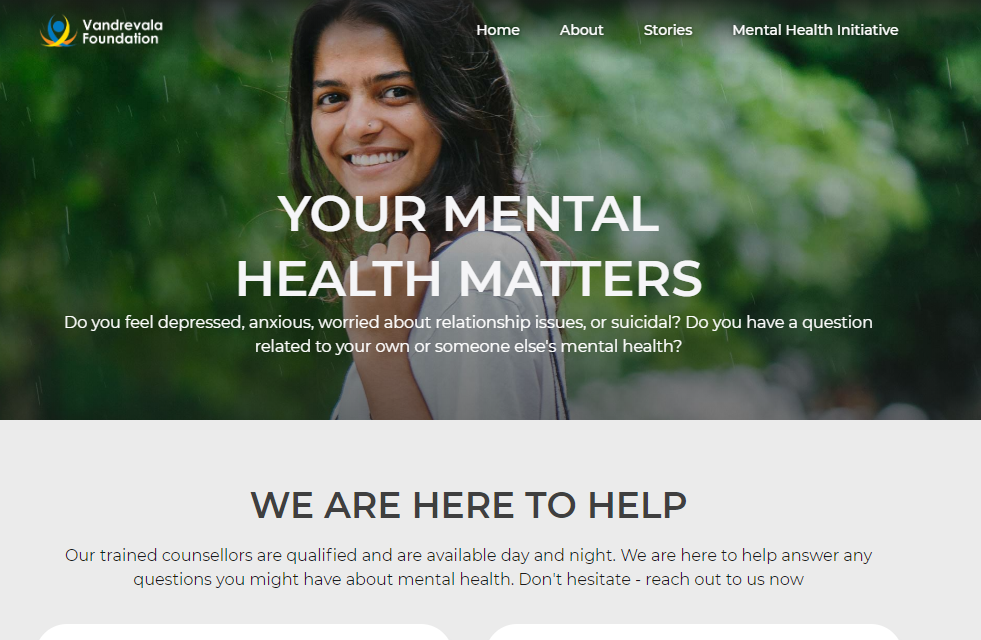 Vandrevala
Foundation
Home About Stories Mental Health Initiative
YOUR MENTAL
HEALTH MATTERS
Do you feel depressed, anxious, worried about relationship issues, or suicidal? Do you have a question
related to your own or someone else's mental health?
WE ARE HERE TO HELP
Our trained counsellors are qualified and are available day and night. We are here to help answer any
questions you might have about mental health. Don't hesitate - reach out to us now